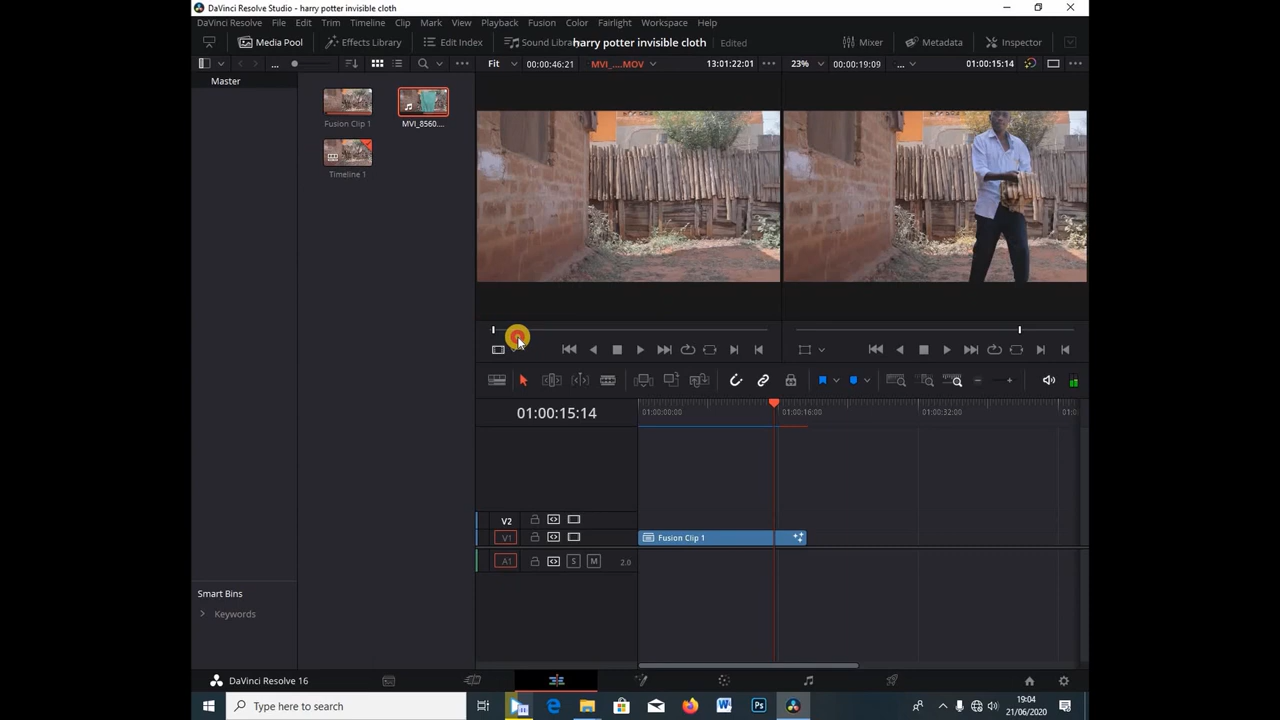 DaVinci Resolve Studio - harry potter invisible cloth
DaVinci Resolve File Edit Trim Timeline Clip Mark View Playback Fusion Color Fairlight Workspace Help
Media Pool Effects Library Edit Index Sound Libr harry potter invisible cloth Edited Mixer Metadata Inspector
... Fit 00:00:46:21 MVI_....MOV 13:01:22:01 ... 23% 00:00:19:09 ... 01:00:15:14 ...
Master
Fusion Clip 1 MVI_8560....
Timeline 1
01:00:15:14 01:00:00:00 01:00:16:00 01:00:32:00 01:0
V2
V1 Fusion Clip 1
A1 S M 2.0
Smart Bins
Keywords
DaVinci Resolve 16
Type here to search
19:04
21/06/2020